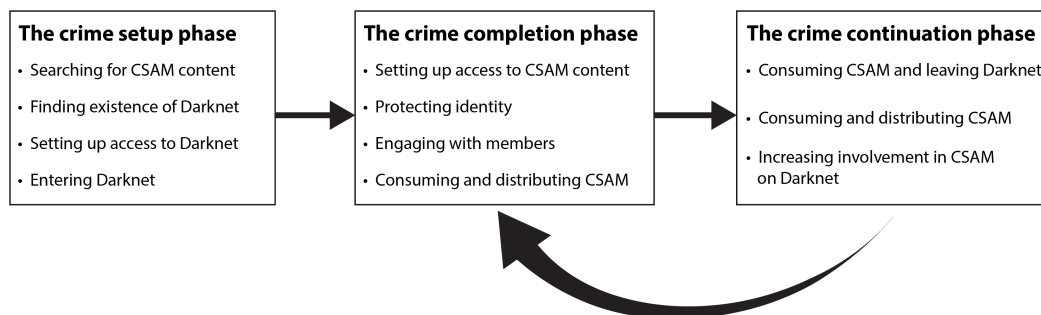 The crime setup phase
• Searching for CSAM content
• Finding existence of Darknet
• Setting up access to Darknet
• Entering Darknet
The crime completion phase
• Setting up access to CSAM content
• Protecting identity
• Engaging with members
• Consuming and distributing CSAM
The crime continuation phase
• Consuming CSAM and leaving Darknet
• Consuming and distributing CSAM
• Increasing involvement in CSAM
on Darknet